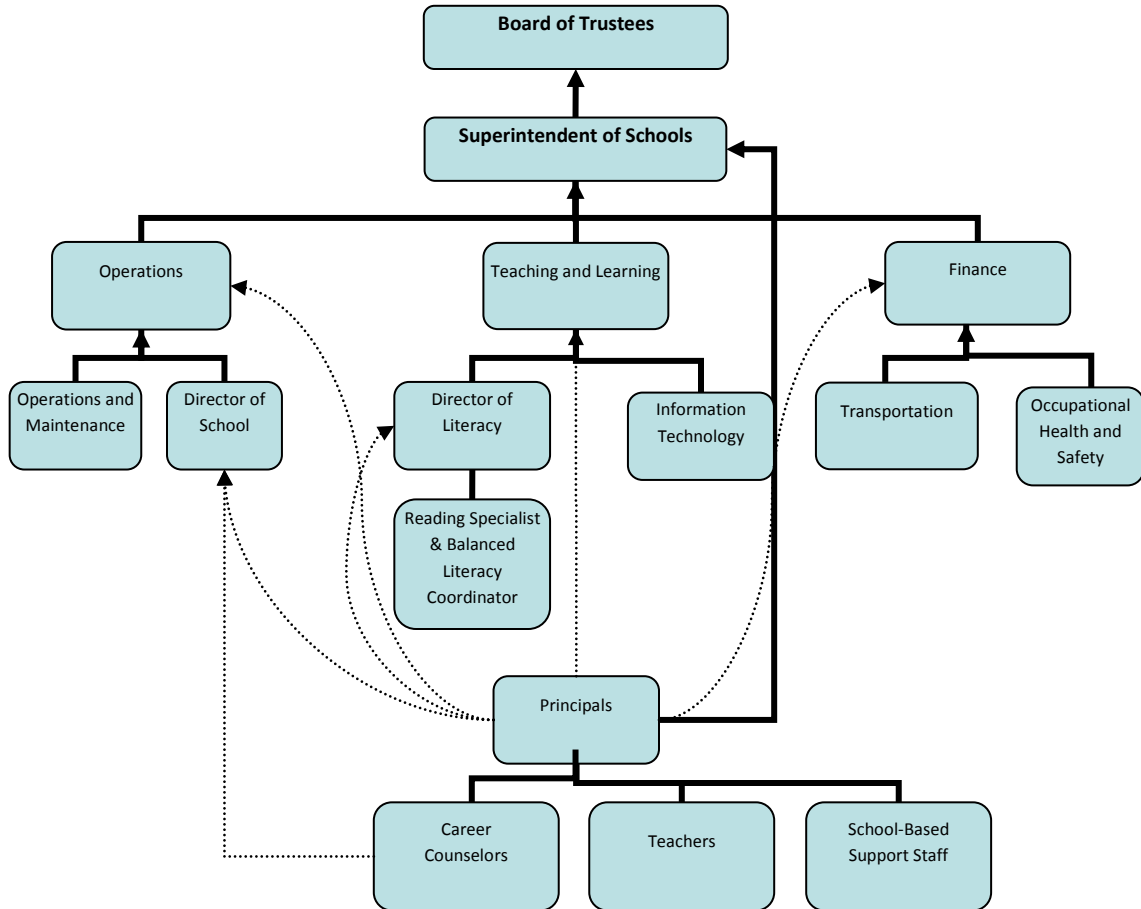 Board of Trustees
Superintendent of Schools
Operations
Teaching and Learning
Finance
Operations and
Maintenance
Director of
School
Director of
Literacy
Information
Technology
Transportation
Occupational
Health and
Safety
Reading Specialist
& Balanced
Literacy
Coordinator
Principals
Career
Counselors
Teachers
School-Based
Support Staff